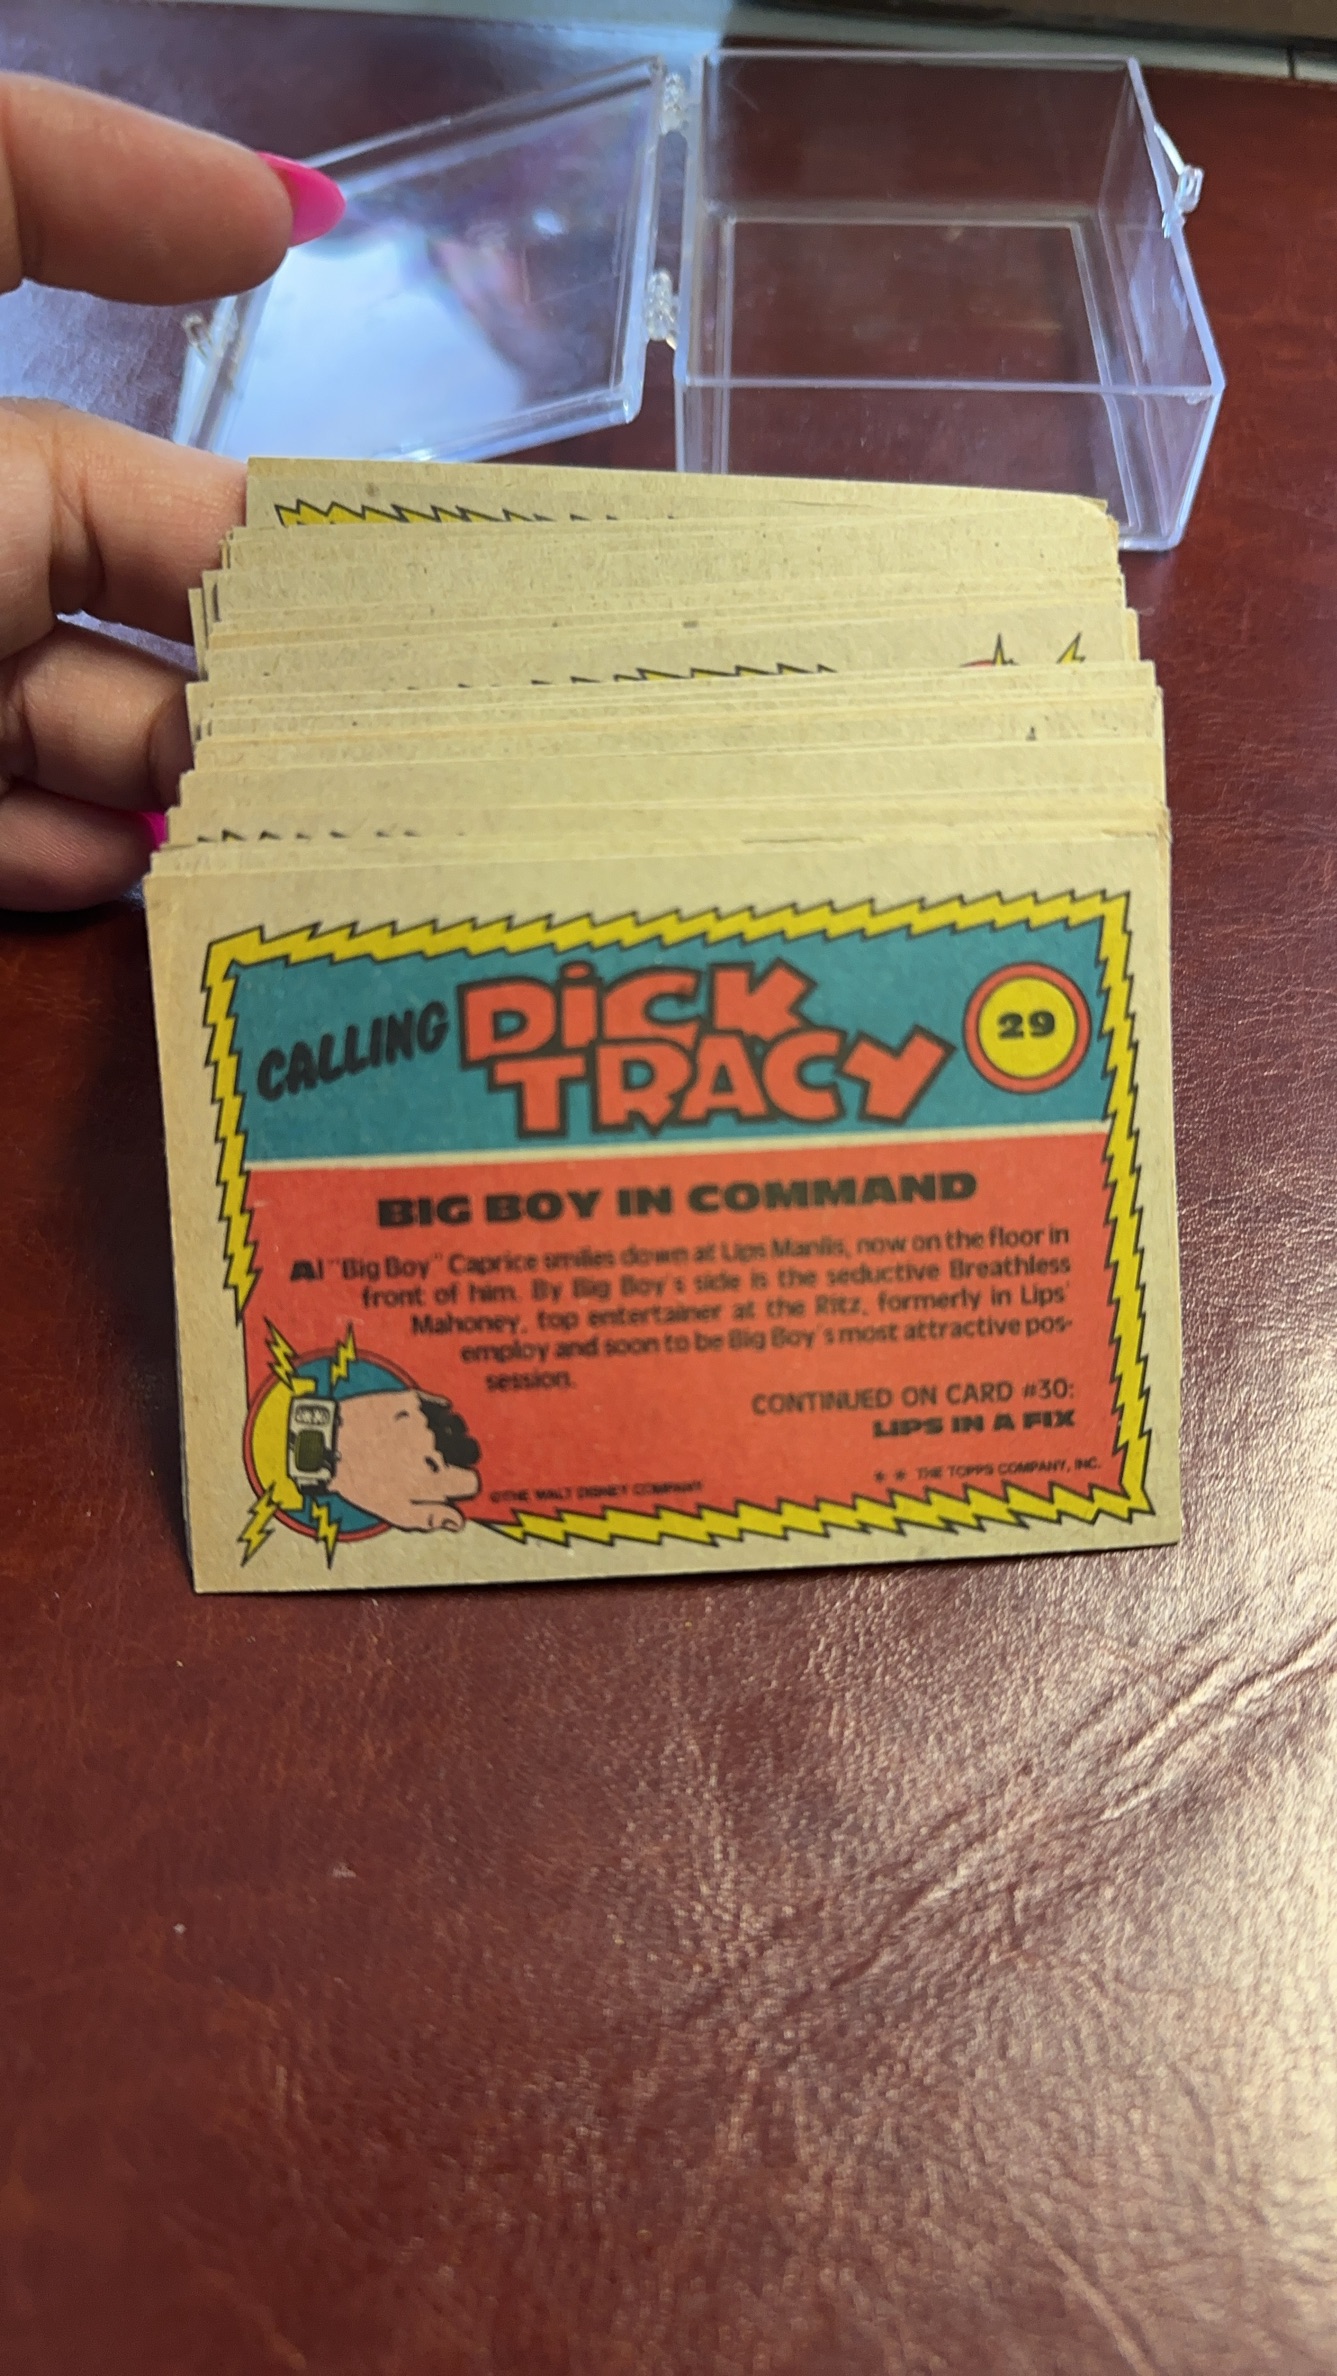 CALLING DICK
TRACY
29
BIG BOY IN COMMAND
Al "Big Boy" Caprice smiles down at Lips Manlis, now on the floor in
front of him. By Big Boy's side is the seductive Breathless
Mahoney, top entertainer at the Ritz, formerly in Lips'
employ and soon to be Big Boy's most attractive pos-
session.
CONTINUED ON CARD #30:
LIPS IN A FIX
©THE WALT DISNEY COMPANY
* * THE TOPPS COMPANY, INC.